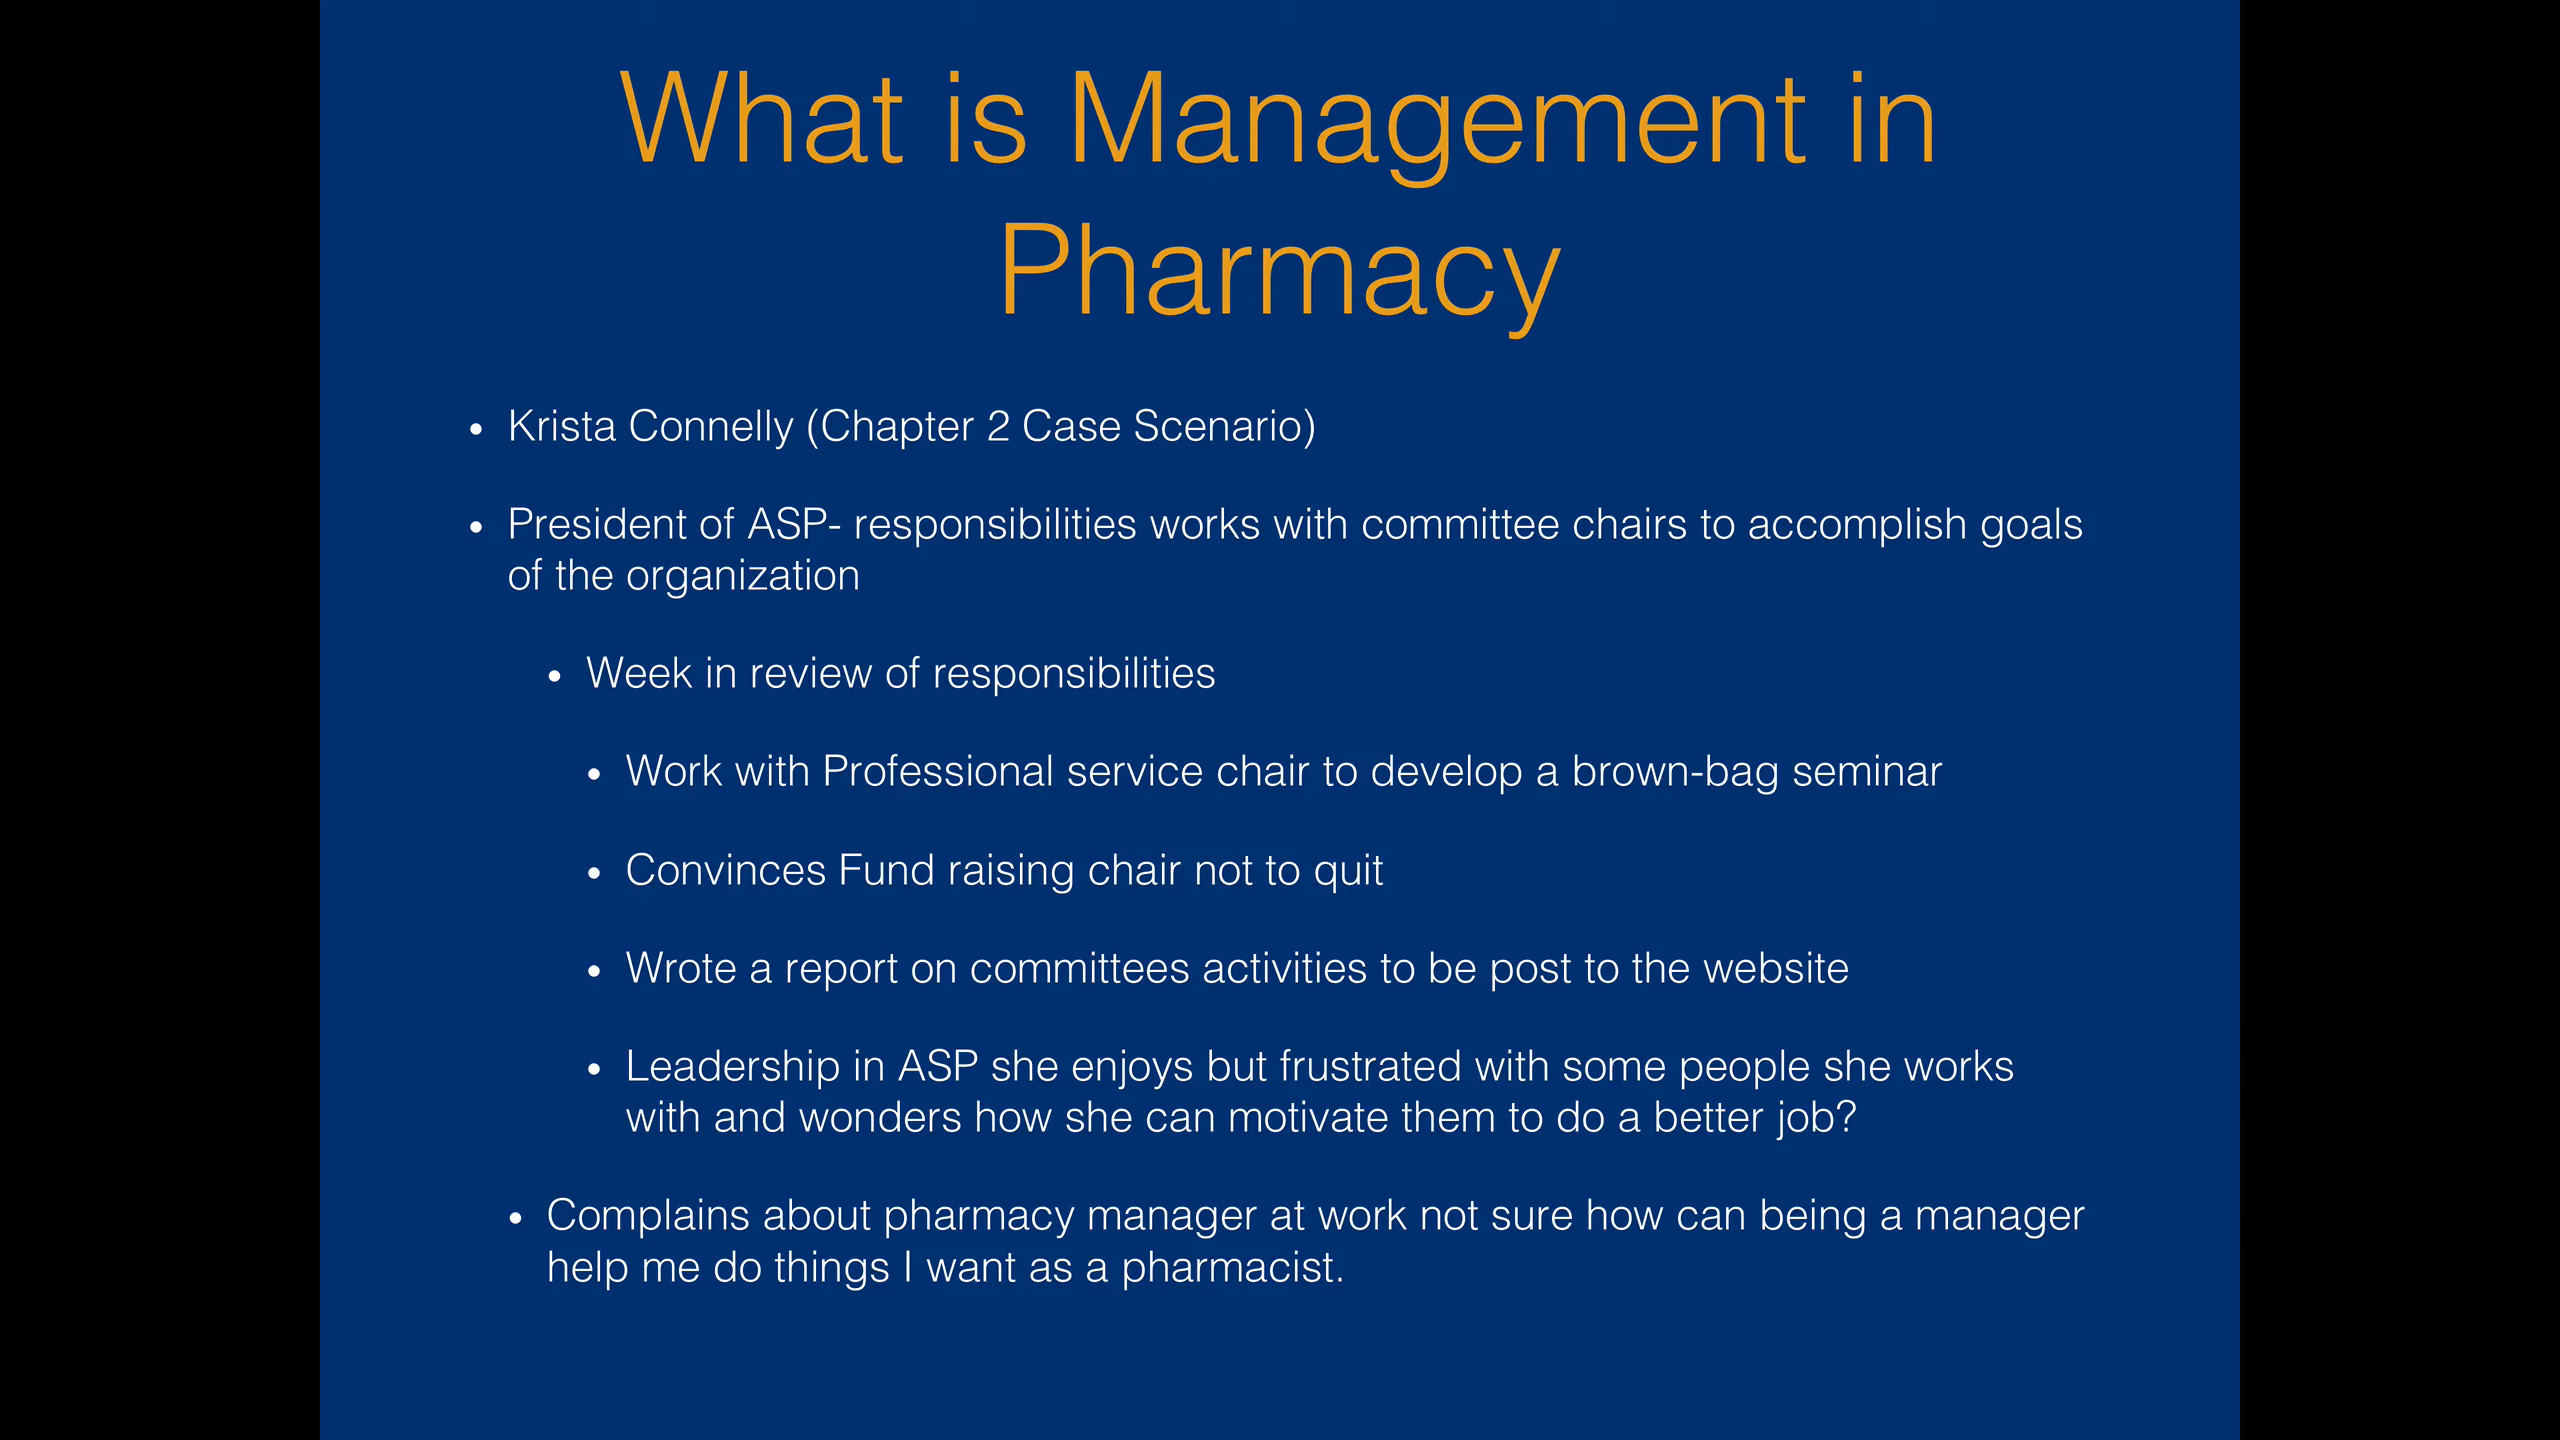 What is Management in
Pharmacy
• Krista Connelly (Chapter 2 Case Scenario)
• President of ASP- responsibilities works with committee chairs to accomplish goals
of the organization
• Week in review of responsibilities
• Work with Professional service chair to develop a brown-bag seminar
• Convinces Fund raising chair not to quit
• Wrote a report on committees activities to be post to the website
• Leadership in ASP she enjoys but frustrated with some people she works
with and wonders how she can motivate them to do a better job?
• Complains about pharmacy manager at work not sure how can being a manager
help me do things I want as a pharmacist.